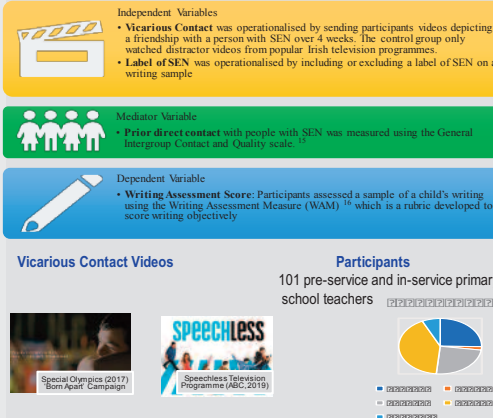 Independent Variables
• Vicarious Contact was operationalised by sending participants videos depicting
a friendship with a person with SEN over 4 weeks. The control group only
watched distractor videos from popular Irish television programmes.
• Label of SEN was operationalised by including or excluding a label of SEN on a
writing sample
Mediator Variable
• Prior direct contact with people with SEN was measured using the General
Intergroup Contact and Quality scale. 15
Dependent Variable
• Writing Assessment Score: Participants assessed a sample of a child's writing
using the Writing Assessment Measure (WAM) 16 which is a rubric developed to
score writing objectively
Vicarious Contact Videos
Participants
101 pre-service and in-service primar
school teachers
Special Olympics (2017)
'Born Apart' Campaign
SPEECHLESS
Speechless Television
Programme (ABC, 2019)